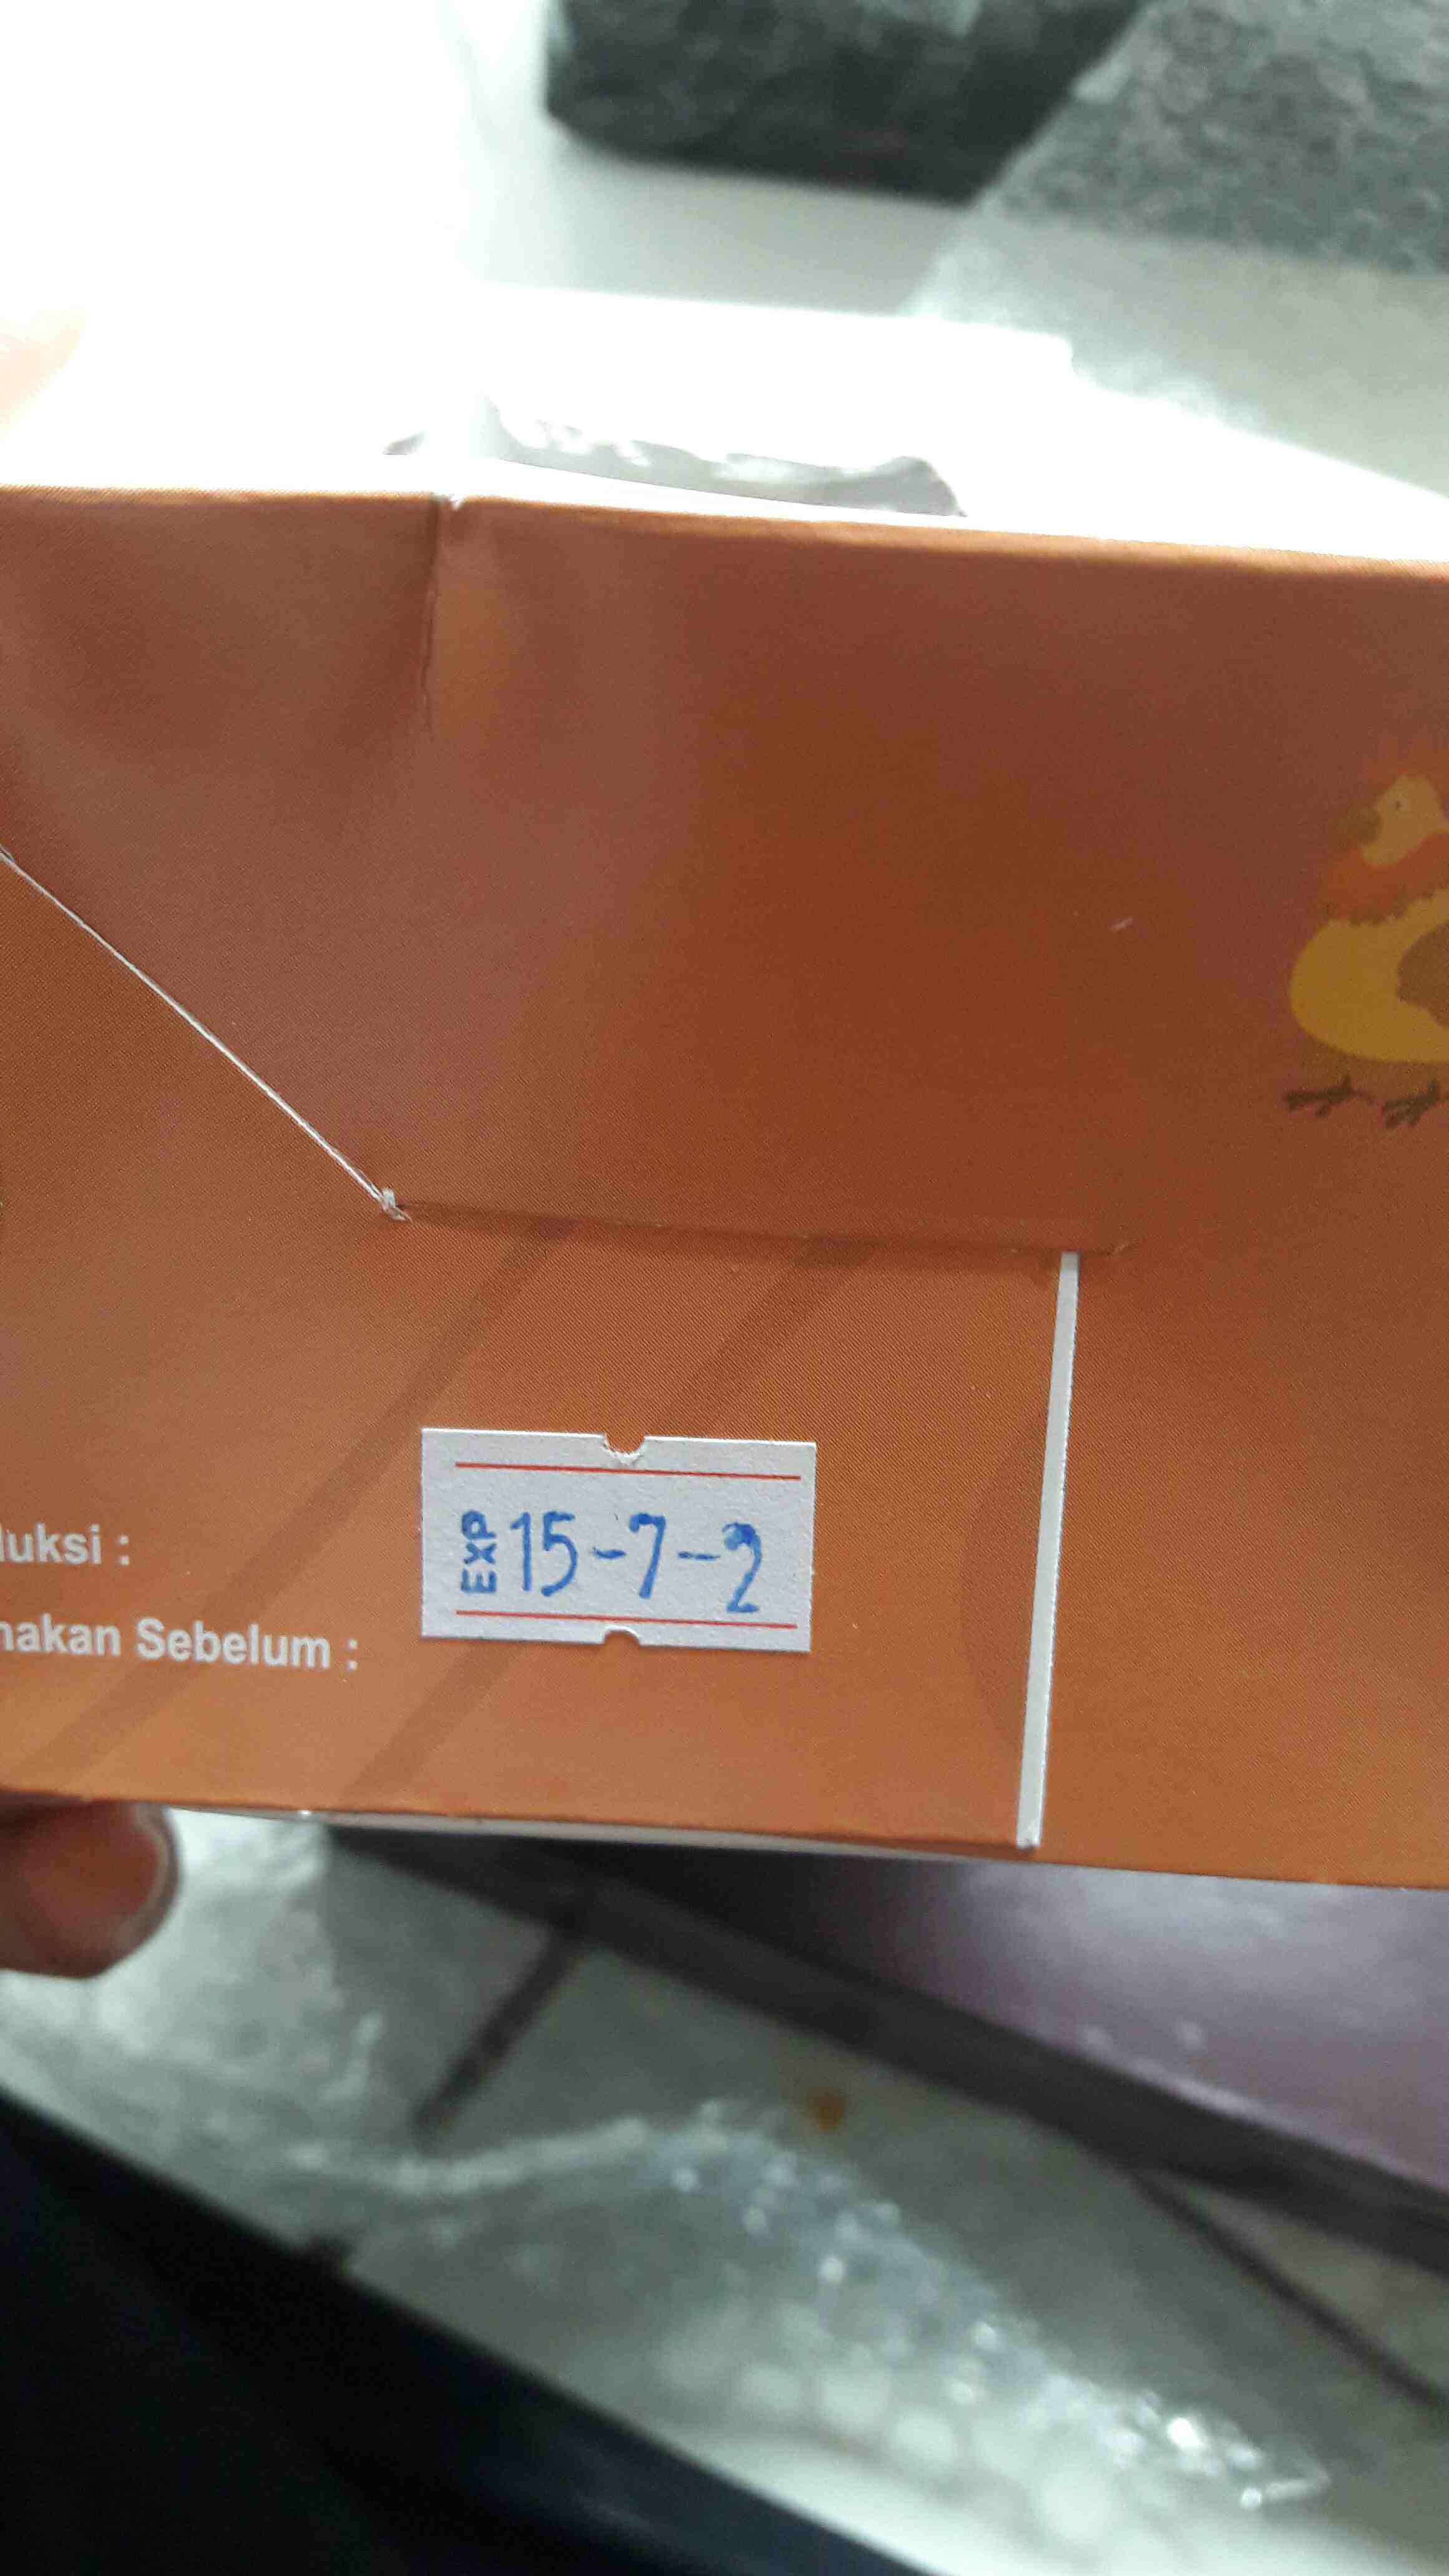 luksi :
nakan Sebelum :
EXP 15-7-2